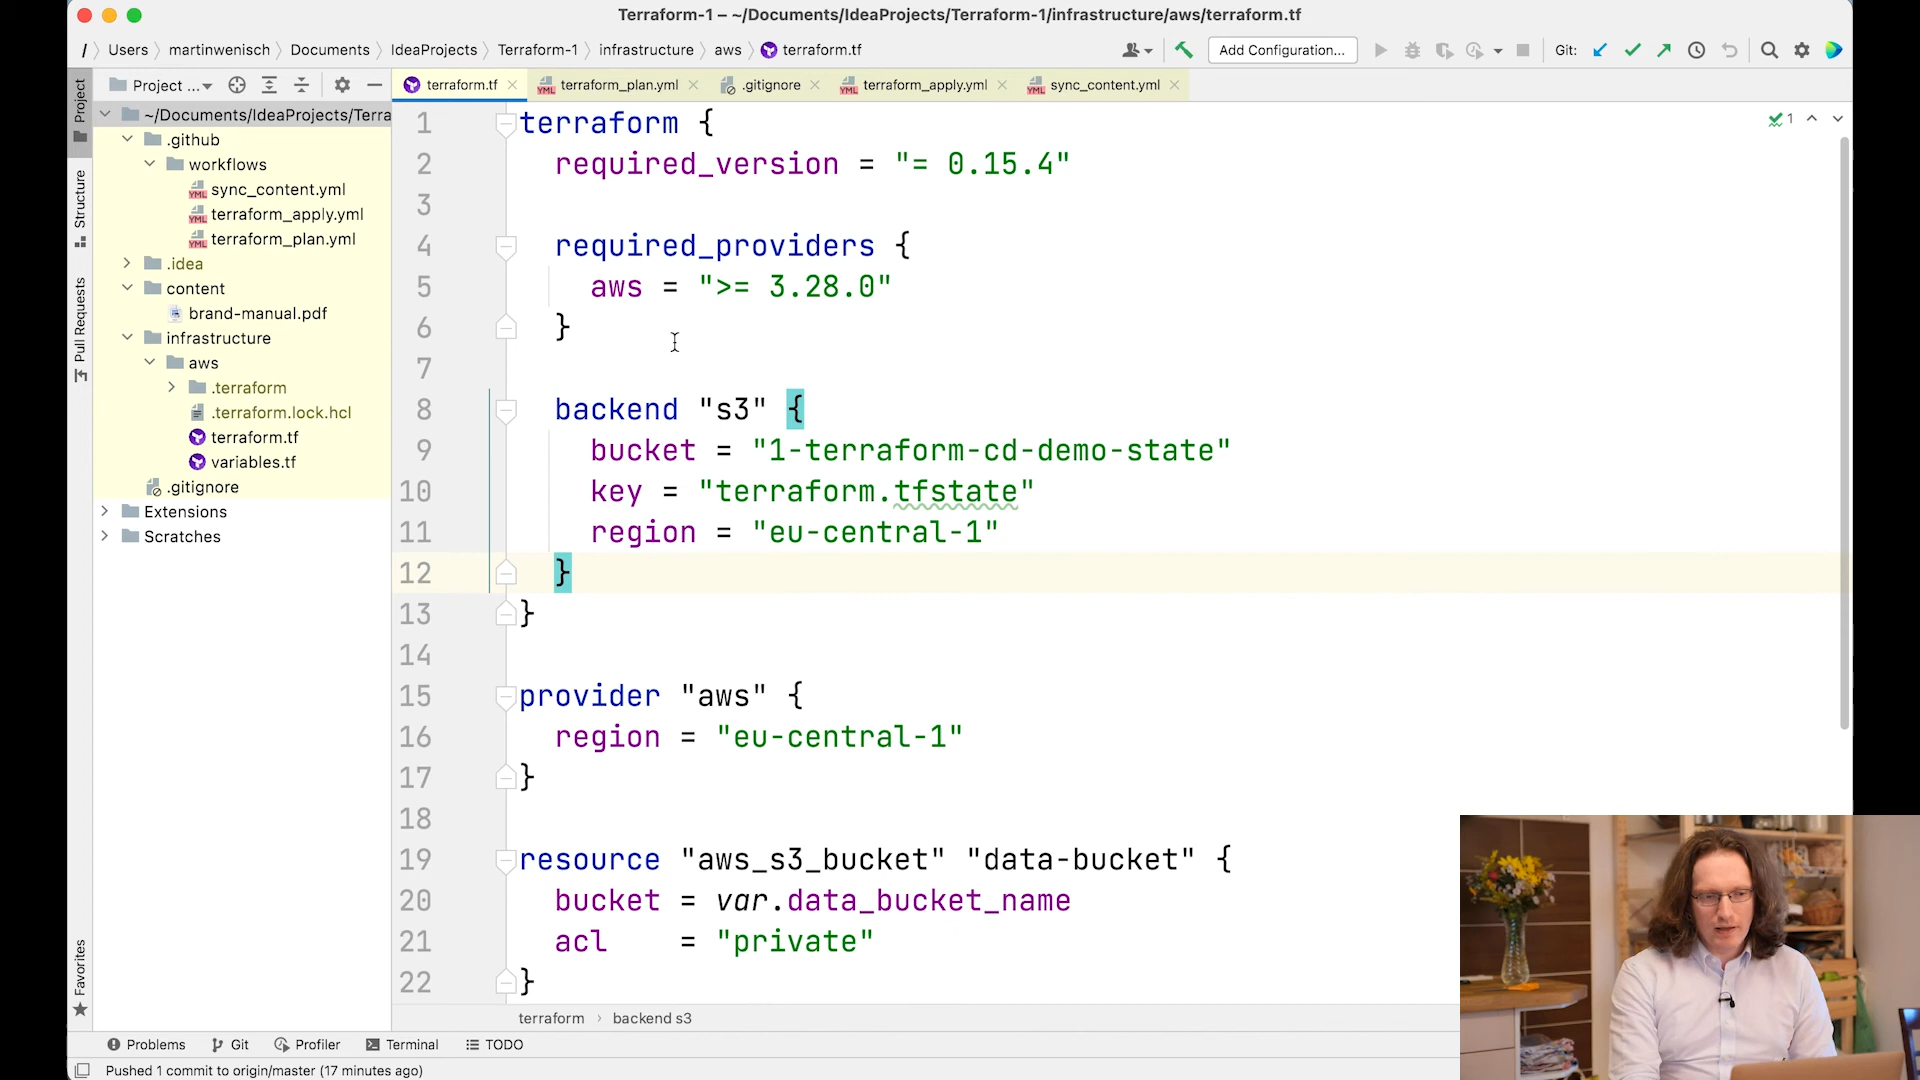 Terraform-1 – ~/Documents/IdeaProjects/Terraform-1/infrastructure/aws/terraform.tf
/ Users martinwenisch Documents IdeaProjects Terraform-1 infrastructure aws terraform.tf
Add Configuration...
Git:
Project
Structure
Pull Requests
Favorites
Project ...
~/Documents/IdeaProjects/Terra
.github
workflows
sync_content.yml
terraform_apply.yml
terraform_plan.yml
.idea
content
brand-manual.pdf
infrastructure
aws
.terraform
.terraform.lock.hcl
terraform.tf
variables.tf
.gitignore
Extensions
Scratches
terraform.tf terraform_plan.yml .gitignore terraform_apply.yml sync_content.yml
1
1 terraform {
2 required_version = "= 0.15.4"
3
4 required_providers {
5 aws = ">= 3.28.0"
6 }
7
8 backend "s3" {
9 bucket = "1-terraform-cd-demo-state"
10 key = "terraform.tfstate"
11 region = "eu-central-1"
12 }
13 }
14
15 provider "aws" {
16 region = "eu-central-1"
17 }
18
19 resource "aws_s3_bucket" "data-bucket" {
20 bucket = var.data_bucket_name
21 acl = "private"
22 }
terraform › backend s3
Problems Git Profiler Terminal TODO
Pushed 1 commit to origin/master (17 minutes ago)